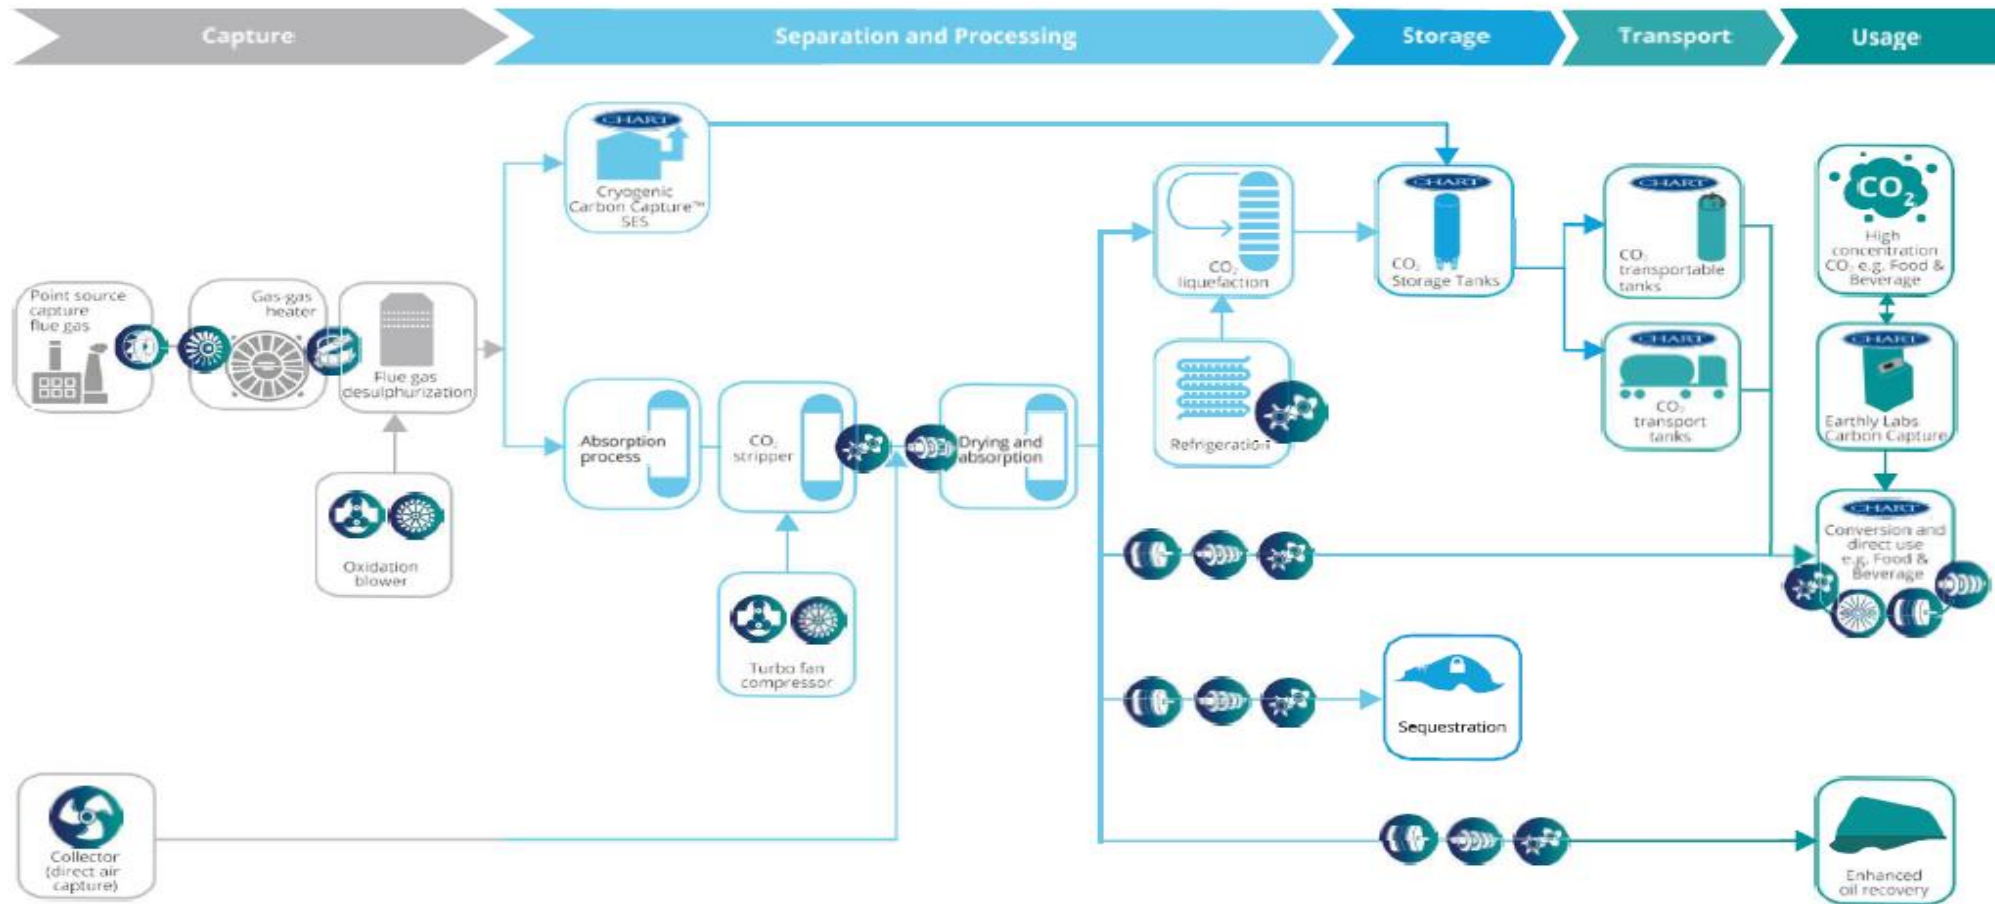 Capture
Separation and Processing
Storage
Transport
Usage
CHART
Cryogenic
Carbon Capture™
SES
Point source
capture
flue gas
Gas-gas
heater
Flue gas
desulphurization
Oxidation
blower
Absorption
process
CO₂
stripper
Turbo fan
compressor
Drying and
absorption
CO₂
liquefaction
Refrigeration
CHART
CO₂
Storage Tanks
CHART
CO₂
transportable
tanks
CHART
CO₂
transport
tanks
CO₂
High
concentration
CO₂ e.g. Food &
Beverage
CHART
Earthly Labs
Carbon Capture
CHART
Conversion and
direct use
e.g. Food &
Beverage
Sequestration
Collector
(direct air
capture)
Enhanced
oil recovery